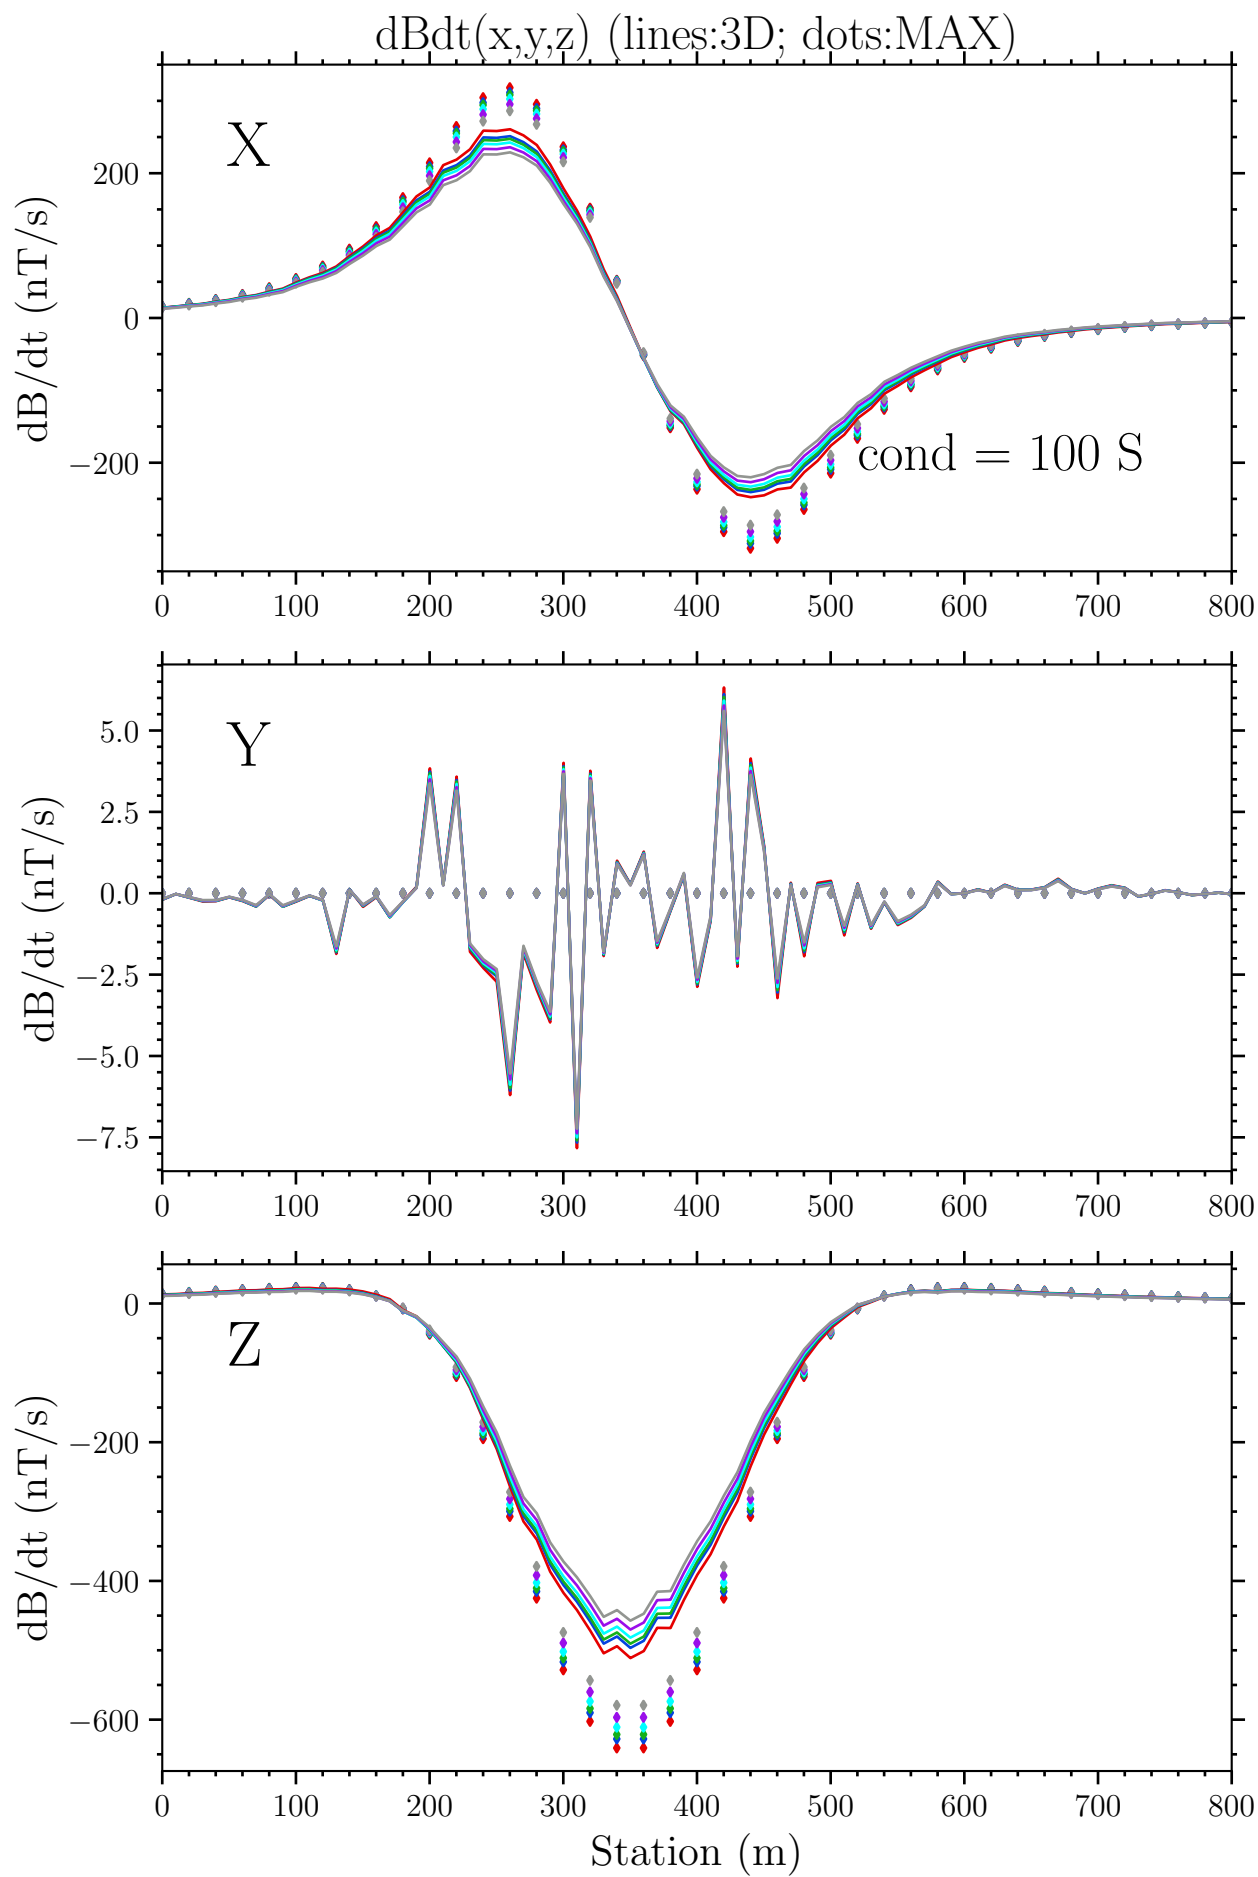 dBdt(x,y,z) (lines:3D; dots:MAX)
X
200
0
−200
dB/dt (nT/s)
cond = 100 S
0 100 200 300 400 500 600 700 800
Y
5.0
2.5
0.0
−2.5
−5.0
−7.5
dB/dt (nT/s)
0 100 200 300 400 500 600 700 800
Z
0
−200
−400
−600
dB/dt (nT/s)
0 100 200 300 400 500 600 700 800
Station (m)